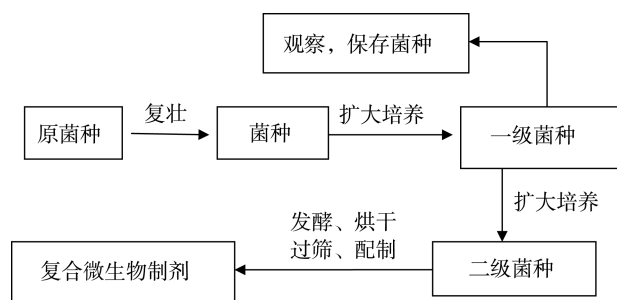 观察，保存菌种
原菌种
复壮
菌种
扩大培养
一级菌种
扩大培养
发酵、烘干
过筛、配制
复合微生物制剂
二级菌种